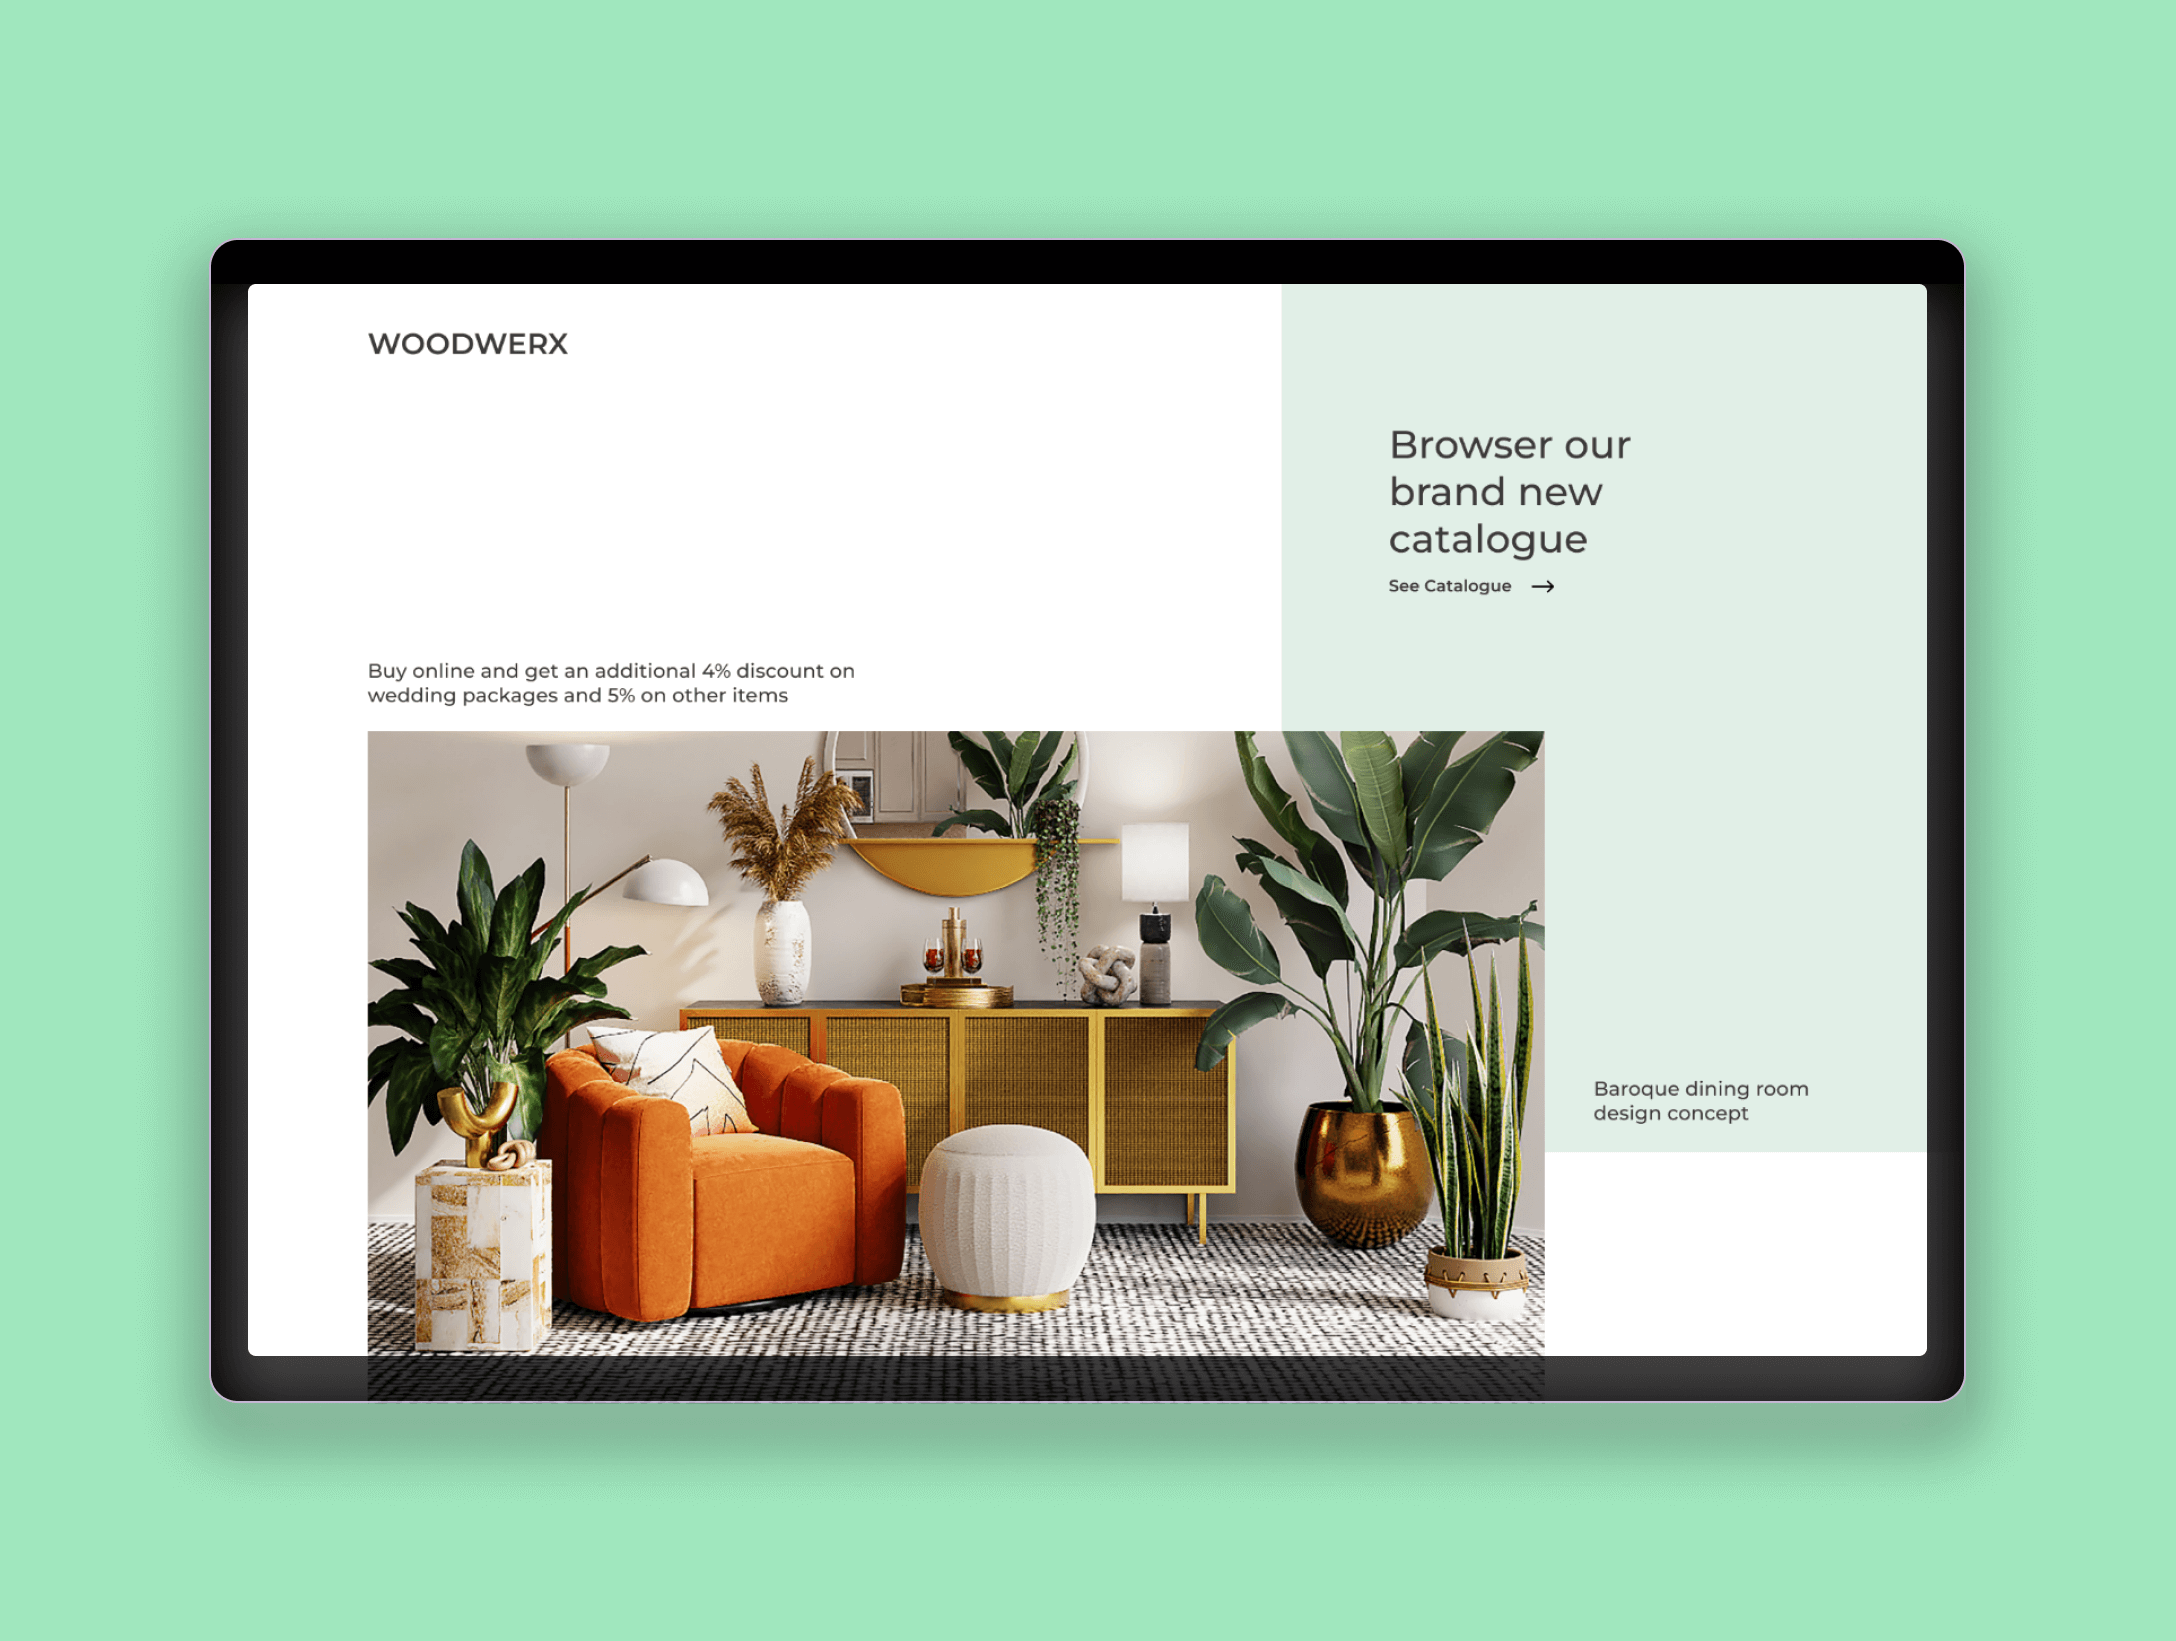 WOODWERX
Browser our
brand new
catalogue
See Catalogue
Buy online and get an additional 4% discount on
wedding packages and 5% on other items
Baroque dining room
design concept